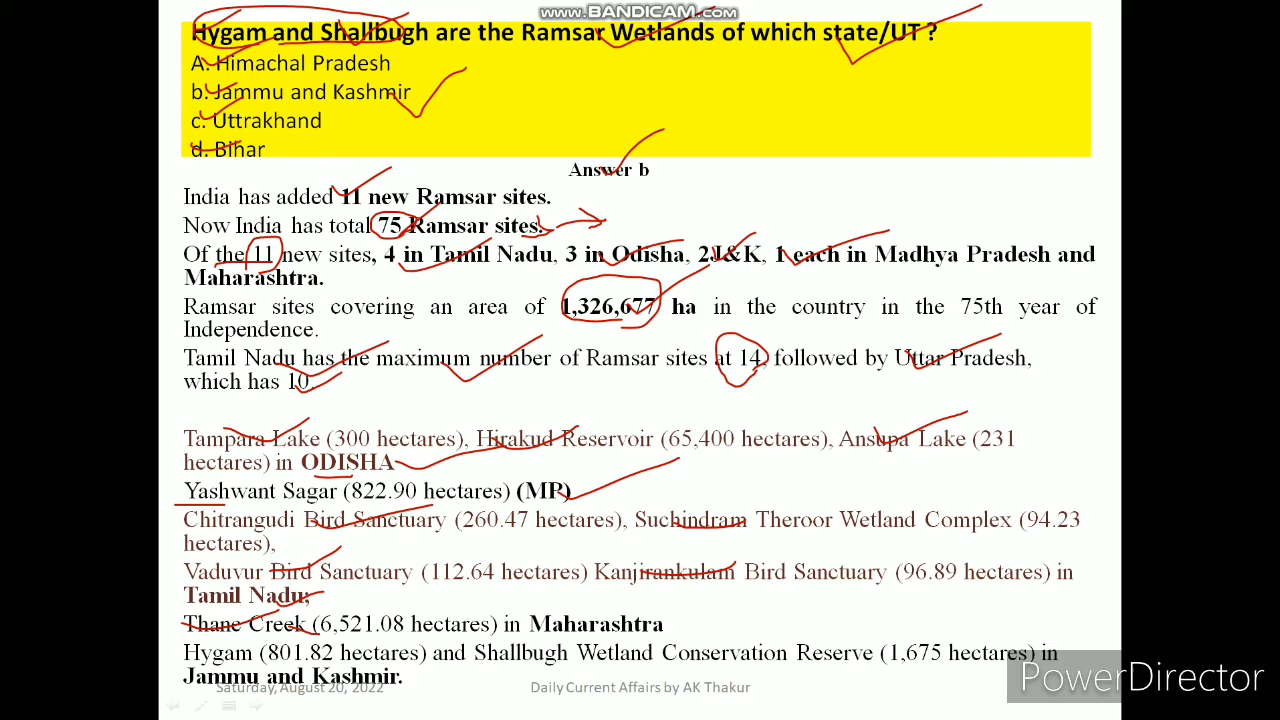 www.BANDICAM.com
Hygam and Shallbugh are the Ramsar Wetlands of which state/UT ?
A. Himachal Pradesh
b. Jammu and Kashmir
c. Uttrakhand
d. Bihar
Answer b
India has added 11 new Ramsar sites.
Now India has total 75 Ramsar sites.
Of the 11 new sites, 4 in Tamil Nadu, 3 in Odisha, 2J&K, 1 each in Madhya Pradesh and
Maharashtra.
Ramsar sites covering an area of 1,326,677 ha in the country in the 75th year of
Independence.
Tamil Nadu has the maximum number of Ramsar sites at 14, followed by Uttar Pradesh,
which has 10.
Tampara Lake (300 hectares), Hirakud Reservoir (65,400 hectares), Ansupa Lake (231
hectares) in ODISHA
Yashwant Sagar (822.90 hectares) (MP)
Chitrangudi Bird Sanctuary (260.47 hectares), Suchindram Theroor Wetland Complex (94.23
hectares),
Vaduvur Bird Sanctuary (112.64 hectares) Kanjirankulam Bird Sanctuary (96.89 hectares) in
Tamil Nadu;
Thane Creek (6,521.08 hectares) in Maharashtra
Hygam (801.82 hectares) and Shallbugh Wetland Conservation Reserve (1,675 hectares) in
Jammu and Kashmir.
Saturday, August 20, 2022 Daily Current Affairs by AK Thakur
PowerDirector